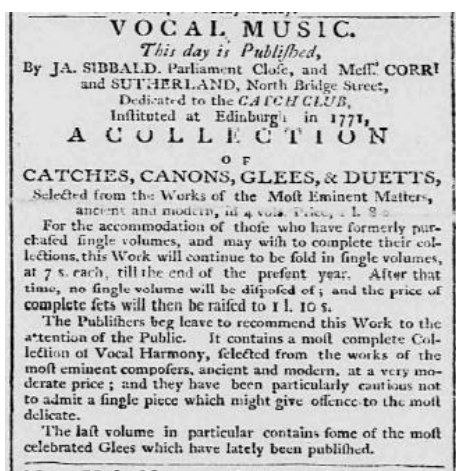 VOCAL MUSIC.
This day is Publiſhed,
By JA. SIBBALD. Parliament Cloſe, and Meſſ. CORRI
and SUTHERLAND, North Bridge Street,
Dedicated to the CATCH CLUB,
Inſtituted at Edinburgh in 1771,
A COLLECTION
OF
CATCHES, CANONS, GLEES, & DUETTS,
Selected from the Works of the Moſt Eminent Maſters,
ancient and modern, in 4 vols. Price, 1 l. 8 s.
For the accommodation of thoſe who have formerly pur-
chaſed ſingle volumes, and may wiſh to complete their col-
lections, this Work will continue to be ſold in ſingle volumes,
at 7 s. each, till the end of the preſent year. After that
time, no ſingle volume will be diſpoſed of; and the price of
complete ſets will then be raiſed to 1 l. 10 s.
The Publiſhers beg leave to recommend this Work to the
attention of the Public. It contains a moſt complete Col-
lection of Vocal Harmony, ſelected from the works of the
moſt eminent compoſers, ancient and modern, at a very mo-
derate price; and they have been particularly cautious not
to admit a ſingle piece which might give offence to the moſt
delicate.
The laſt volume in particular contains ſome of the moſt
celebrated Glees which have lately been publiſhed.